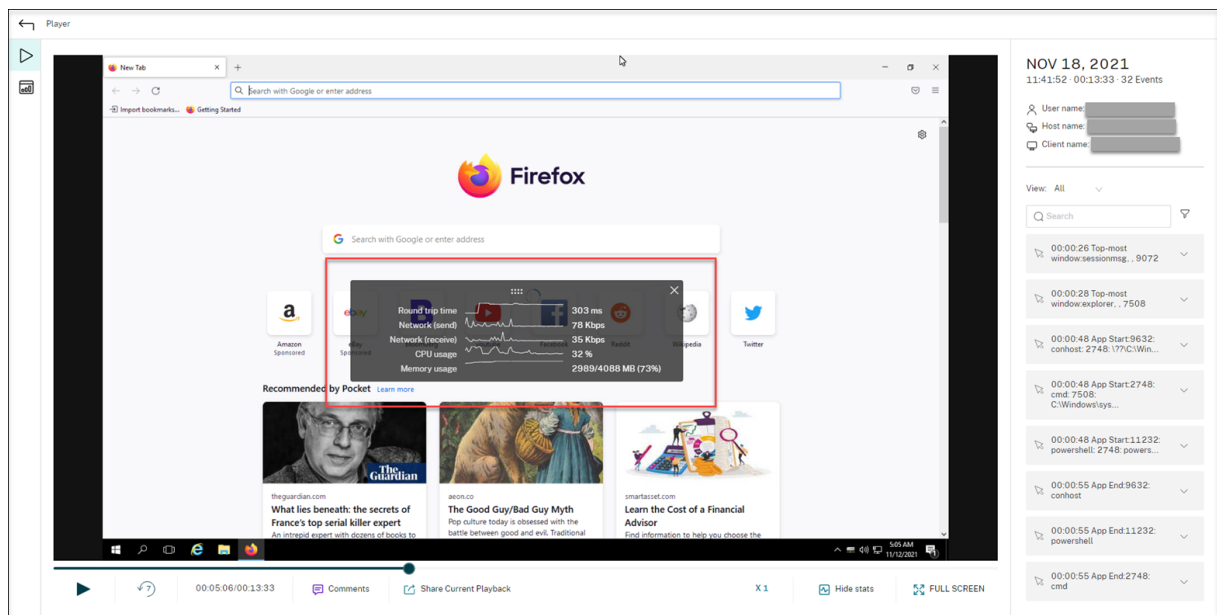 Player
New Tab
Search with Google or enter address
Import bookmarks...
Getting Started
Firefox
Search with Google or enter address
a
ebay
B
Round trip time 303 ms
Network (send) 78 Kbps
Network (receive) 35 Kbps
CPU usage 32 %
Memory usage 2989/4088 MB (73%)
Amazon
Sponsored
eBay
Facebook
Reddit
Wikipedia
Twitter
Recommended by Pocket Learn more
The
Guardian
theguardian.com
What lies beneath: the secrets of
France's top serial killer expert
An intrepid expert with dozens of books to
aeon.co
The Good Guy/Bad Guy Myth
Pop culture today is obsessed with the
battle between good and evil. Traditional
smartasset.com
Learn the Cost of a Financial
Advisor
Find information to help you choose the
5:05 AM
11/12/2021
7
00:05:06/00:13:33
Comments
Share Current Playback
X 1
Hide stats
FULL SCREEN
NOV 18, 2021
11:41:52 · 00:13:33 · 32 Events
User name:
Host name:
Client name:
View: All
Search
00:00:26 Top-most
window:sessionmsg, , 9072
00:00:28 Top-most
window:explorer, , 7508
00:00:48 App Start:9632:
conhost: 2748: \??\C:\Win...
00:00:48 App Start:2748:
cmd: 7508:
C:\Windows\sys...
00:00:48 App Start:11232:
powershell: 2748: powers...
00:00:55 App End:9632:
conhost
00:00:55 App End:11232:
powershell
00:00:55 App End:2748:
cmd